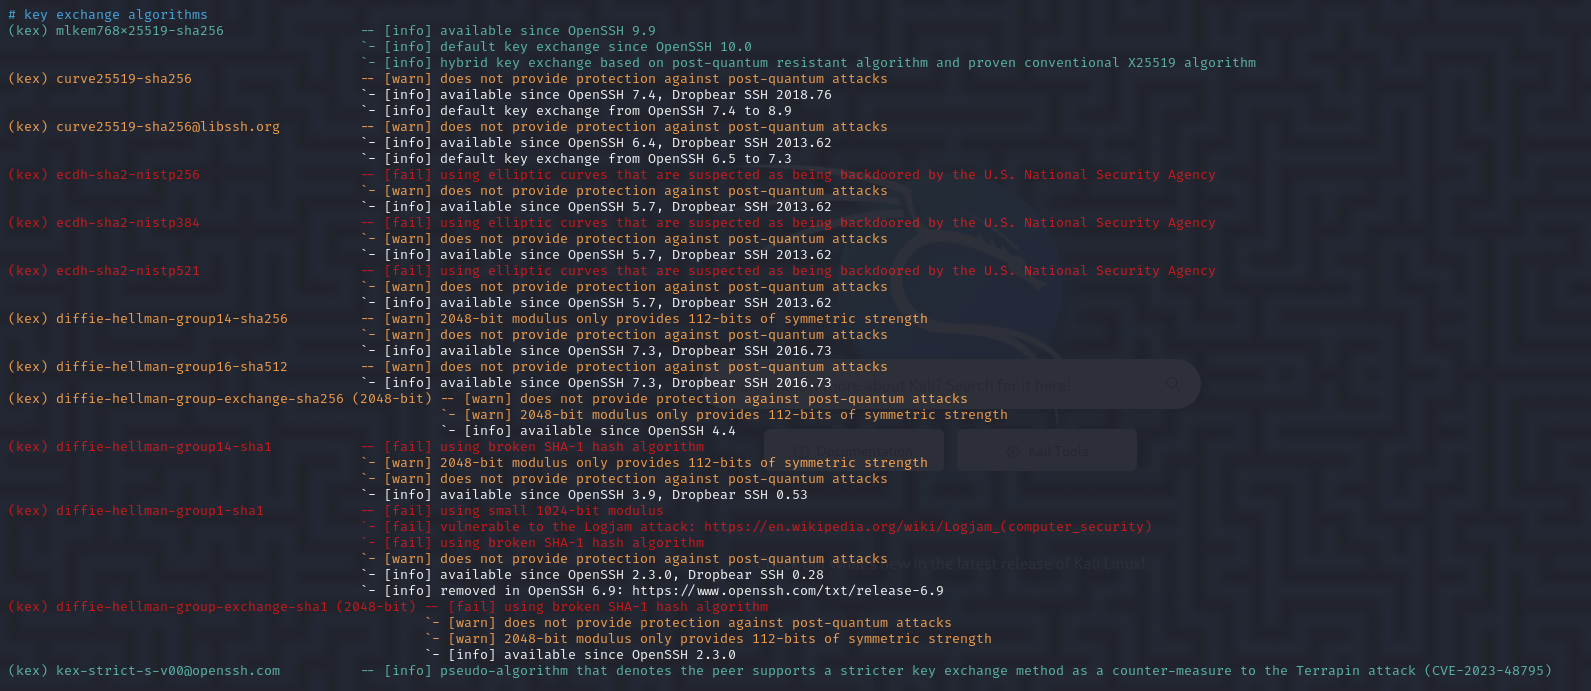 # key exchange algorithms
(kex) mlkem768×25519-sha256 -- [info] available since OpenSSH 9.9
`- [info] default key exchange since OpenSSH 10.0
`- [info] hybrid key exchange based on post-quantum resistant algorithm and proven conventional X25519 algorithm
(kex) curve25519-sha256 -- [warn] does not provide protection against post-quantum attacks
`- [info] available since OpenSSH 7.4, Dropbear SSH 2018.76
`- [info] default key exchange from OpenSSH 7.4 to 8.9
(kex) curve25519-sha256@libssh.org -- [warn] does not provide protection against post-quantum attacks
`- [info] available since OpenSSH 6.4, Dropbear SSH 2013.62
`- [info] default key exchange from OpenSSH 6.5 to 7.3
(kex) ecdh-sha2-nistp256 -- [fail] using elliptic curves that are suspected as being backdoored by the U.S. National Security Agency
`- [warn] does not provide protection against post-quantum attacks
`- [info] available since OpenSSH 5.7, Dropbear SSH 2013.62
(kex) ecdh-sha2-nistp384 -- [fail] using elliptic curves that are suspected as being backdoored by the U.S. National Security Agency
`- [warn] does not provide protection against post-quantum attacks
`- [info] available since OpenSSH 5.7, Dropbear SSH 2013.62
(kex) ecdh-sha2-nistp521 -- [fail] using elliptic curves that are suspected as being backdoored by the U.S. National Security Agency
`- [warn] does not provide protection against post-quantum attacks
`- [info] available since OpenSSH 5.7, Dropbear SSH 2013.62
(kex) diffie-hellman-group14-sha256 -- [warn] 2048-bit modulus only provides 112-bits of symmetric strength
`- [warn] does not provide protection against post-quantum attacks
`- [info] available since OpenSSH 7.3, Dropbear SSH 2016.73
(kex) diffie-hellman-group16-sha512 -- [warn] does not provide protection against post-quantum attacks
`- [info] available since OpenSSH 7.3, Dropbear SSH 2016.73
more about Kali? Search for it here!
(kex) diffie-hellman-group-exchange-sha256 (2048-bit) -- [warn] does not provide protection against post-quantum attacks
`- [warn] 2048-bit modulus only provides 112-bits of symmetric strength
`- [info] available since OpenSSH 4.4
(kex) diffie-hellman-group14-sha1 -- [fail] using broken SHA-1 hash algorithm
Documentation Kali Tools
`- [warn] 2048-bit modulus only provides 112-bits of symmetric strength
`- [warn] does not provide protection against post-quantum attacks
`- [info] available since OpenSSH 3.9, Dropbear SSH 0.53
(kex) diffie-hellman-group1-sha1 -- [fail] using small 1024-bit modulus
`- [fail] vulnerable to the Logjam attack: https://en.wikipedia.org/wiki/Logjam_(computer_security)
`- [fail] using broken SHA-1 hash algorithm
`- [warn] does not provide protection against post-quantum attacks
new in the latest release of Kali Linux!
`- [info] available since OpenSSH 2.3.0, Dropbear SSH 0.28
`- [info] removed in OpenSSH 6.9: https://www.openssh.com/txt/release-6.9
(kex) diffie-hellman-group-exchange-sha1 (2048-bit) -- [fail] using broken SHA-1 hash algorithm
`- [warn] does not provide protection against post-quantum attacks
`- [warn] 2048-bit modulus only provides 112-bits of symmetric strength
`- [info] available since OpenSSH 2.3.0
(kex) kex-strict-s-v00@openssh.com -- [info] pseudo-algorithm that denotes the peer supports a stricter key exchange method as a counter-measure to the Terrapin attack (CVE-2023-48795)